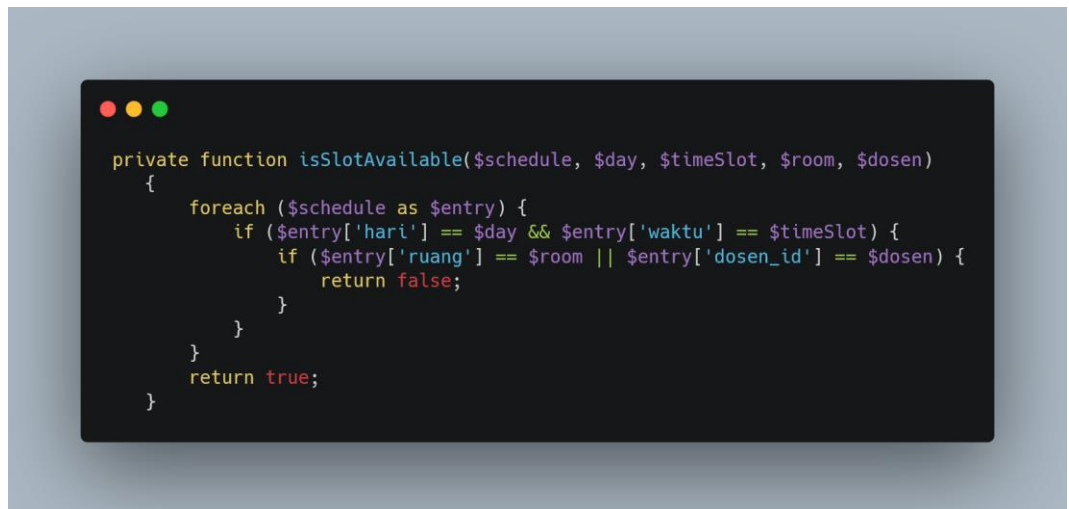 private function isSlotAvailable($schedule, $day, $timeSlot, $room, $dosen)
{
foreach ($schedule as $entry) {
if ($entry['hari'] == $day && $entry['waktu'] == $timeSlot) {
if ($entry['ruang'] == $room || $entry['dosen_id'] == $dosen) {
return false;
}
}
}
return true;
}